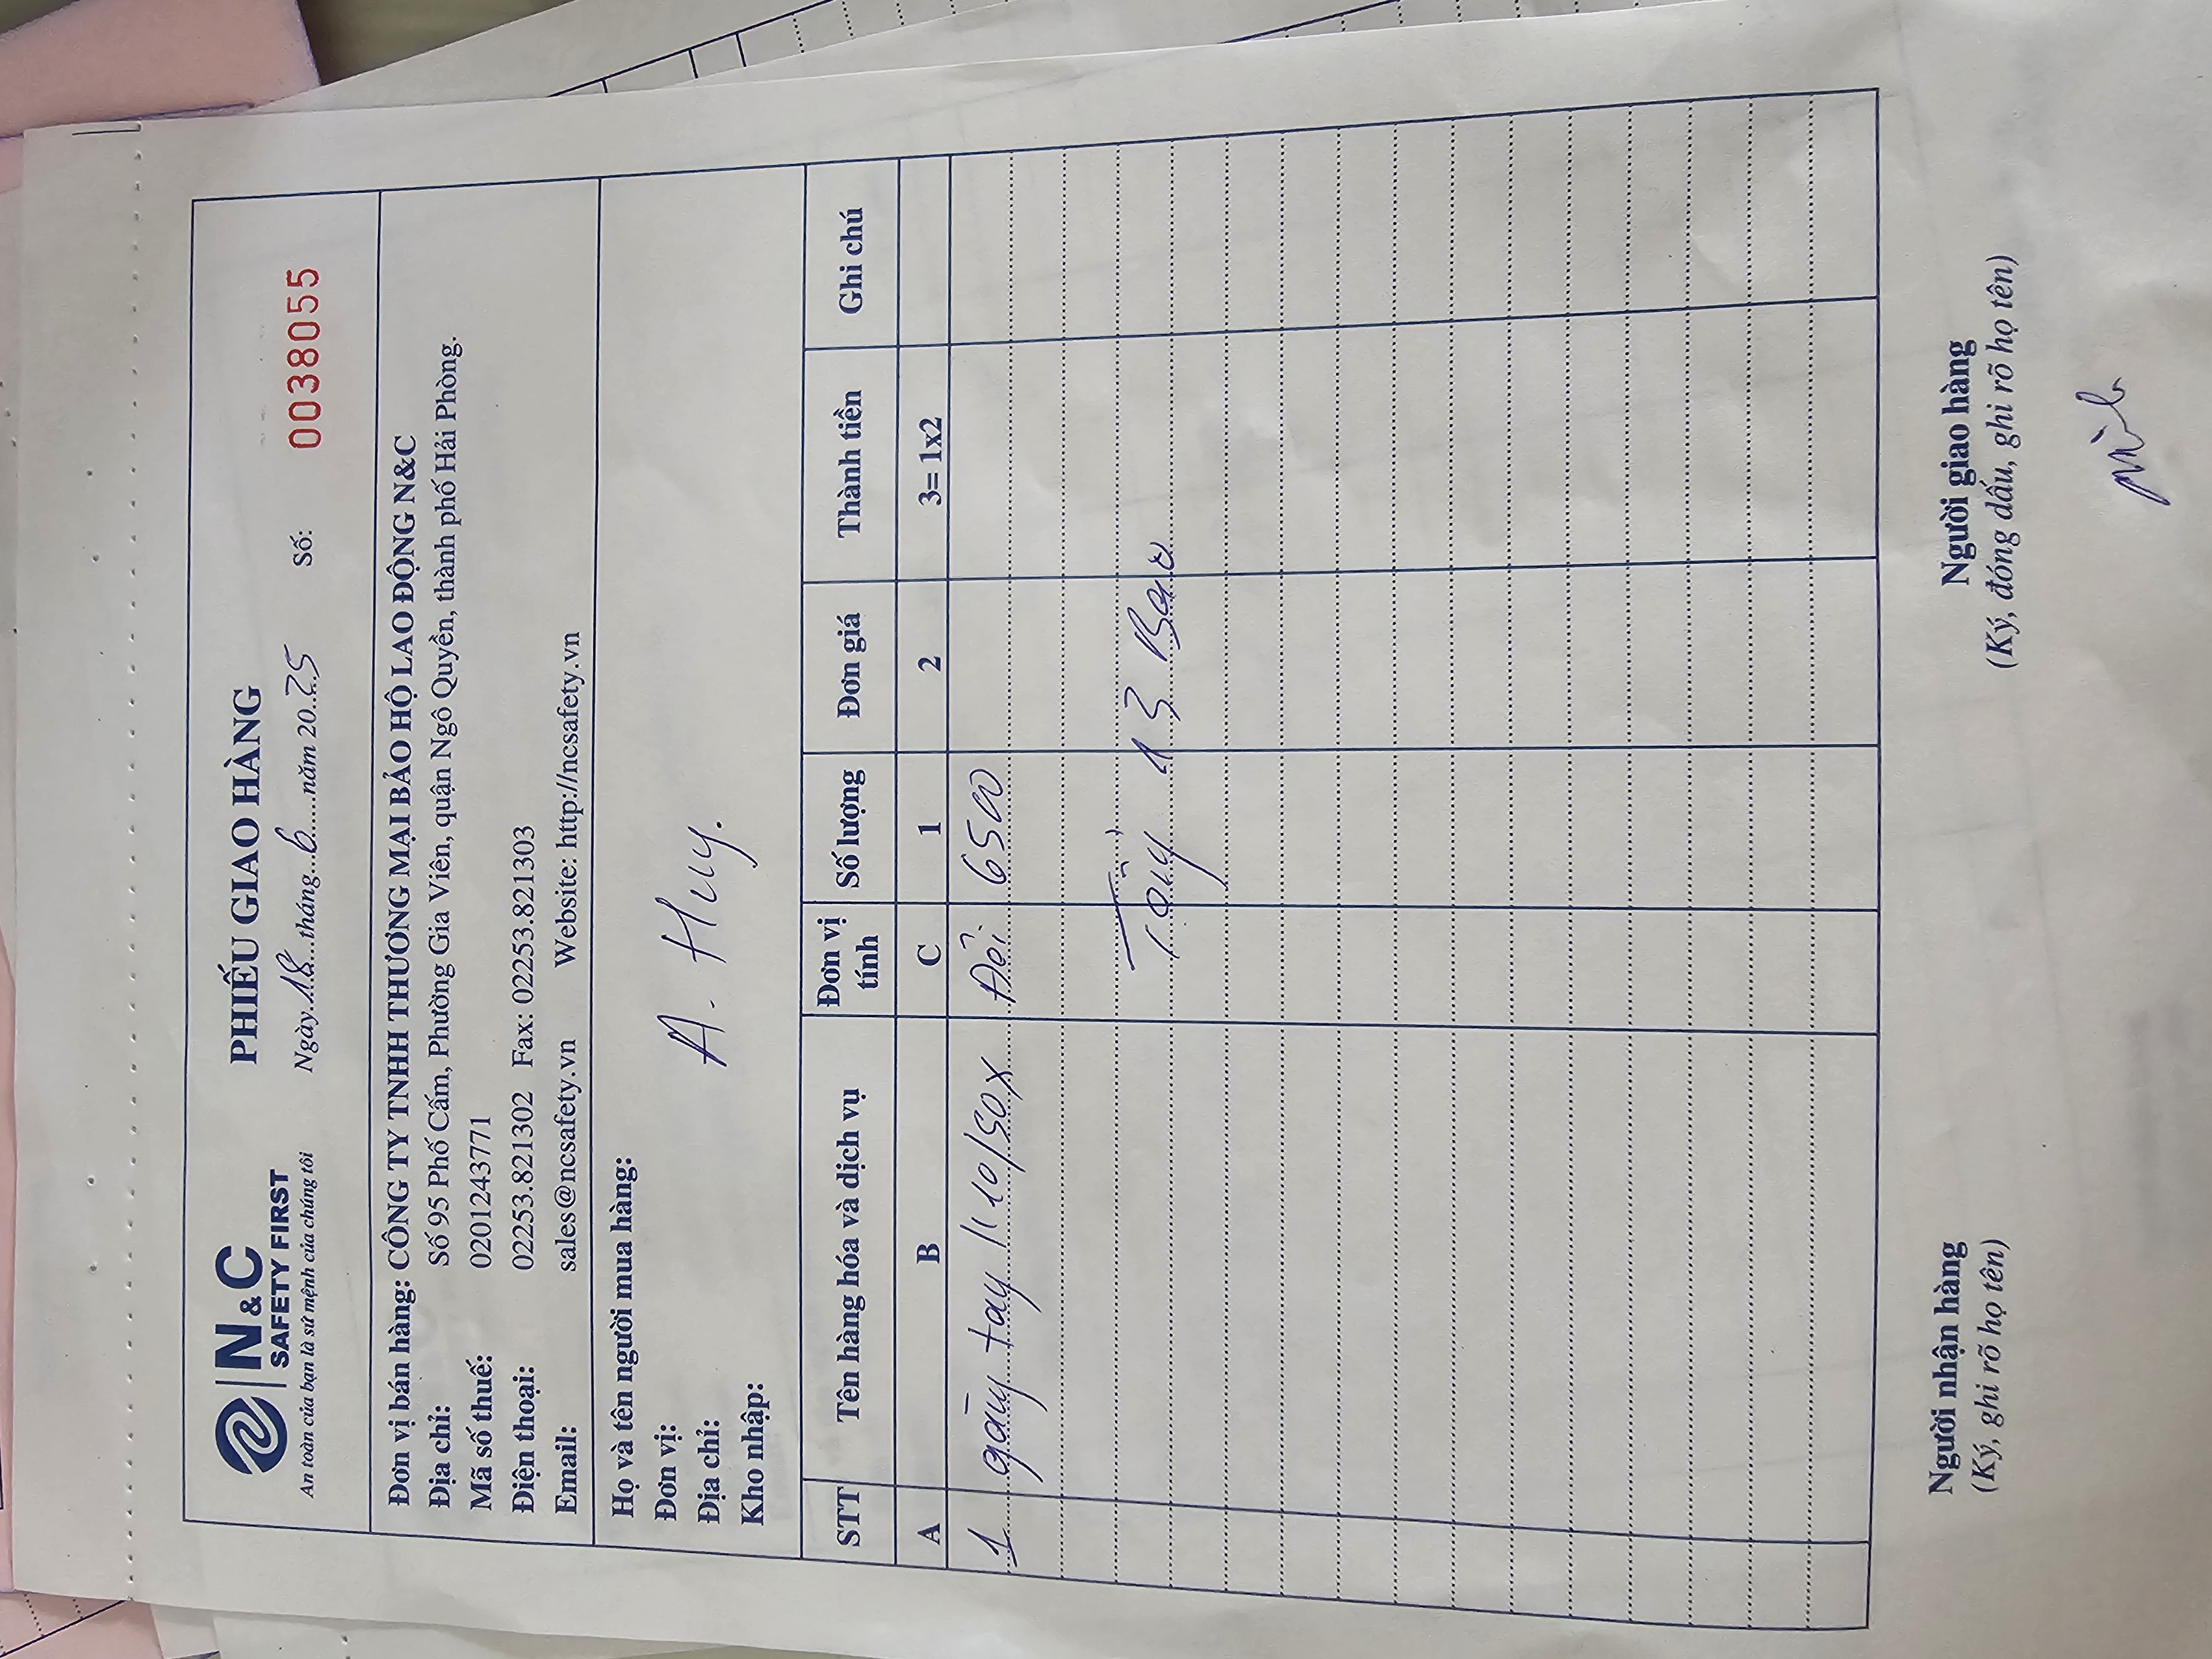 N&C
SAFETY FIRST
An toàn của bạn là sứ mệnh của chúng tôi
PHIẾU GIAO HÀNG
Ngày 18 tháng 6 năm 2025
Số: 0038055
Đơn vị bán hàng: CÔNG TY TNHH THƯƠNG MẠI BẢO HỘ LAO ĐỘNG N&C
Địa chỉ: Số 95 Phố Cấm, Phường Gia Viên, quận Ngô Quyền, thành phố Hải Phòng.
Mã số thuế: 0201243771
Điện thoại: 02253.821302 Fax: 02253.821303
Email: sales@ncsafety.vn Website: http://ncsafety.vn
Họ và tên người mua hàng:
Đơn vị: A. Huy.
Địa chỉ:
Kho nhập:
STT Tên hàng hóa và dịch vụ Đơn vị tính Số lượng Đơn giá Thành tiền Ghi chú
A B C 1 2 3= 1x2
1 găng tay 10/50x Đôi 6500
13 Bao
Người nhận hàng Người giao hàng
(Ký, ghi rõ họ tên) (Ký, đóng dấu, ghi rõ họ tên)